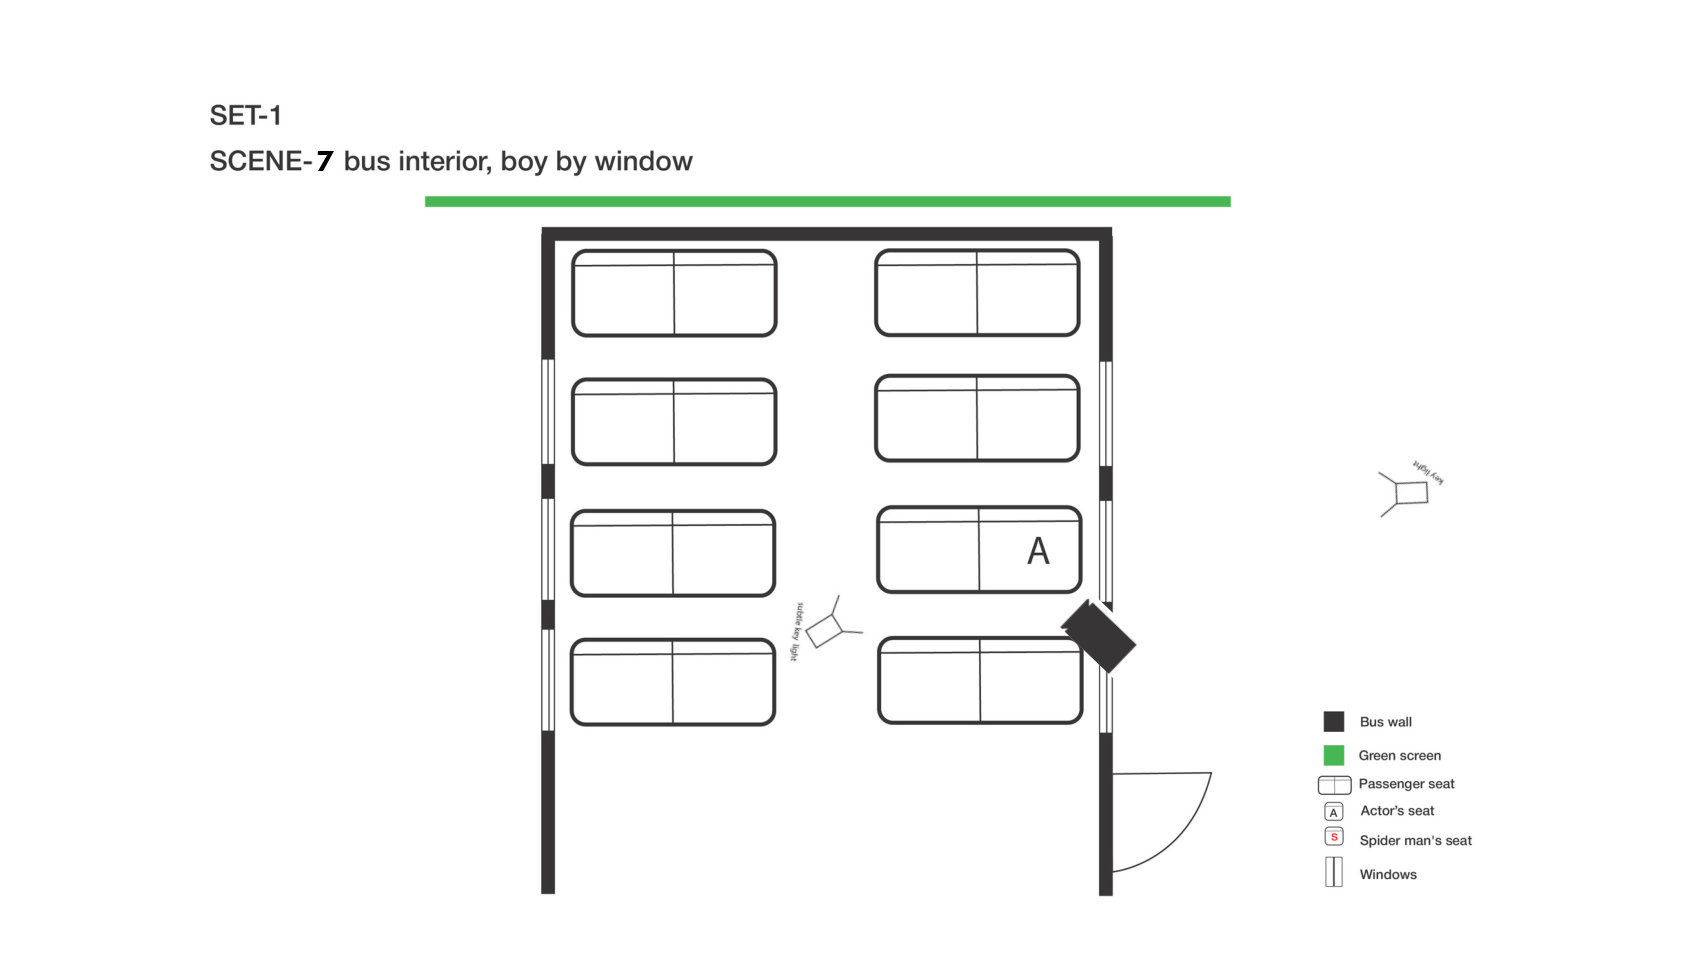 SET-1
SCENE-7 bus interior, boy by window
key light
A
subtle key light
Bus wall
Green screen
Passenger seat
A
Actor's seat
S
Spider man's seat
Windows